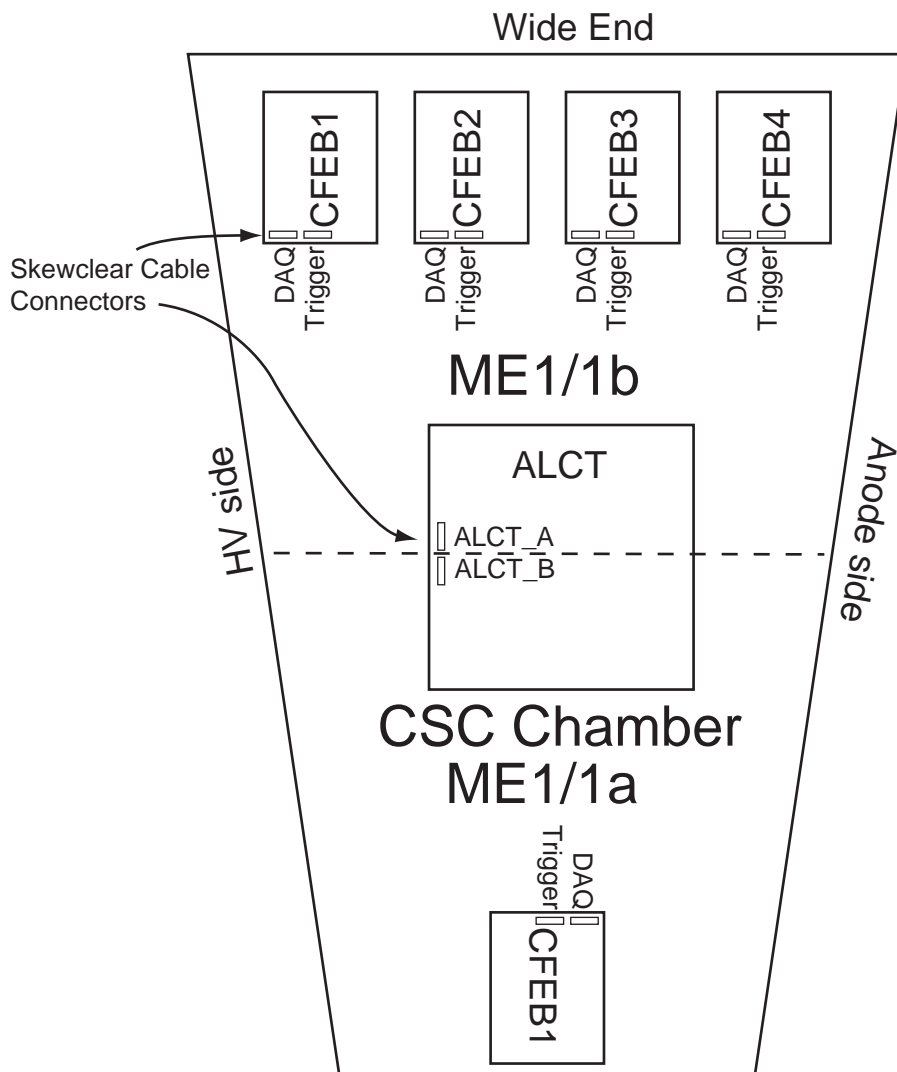 Wide End
CFEB1
CFEB2
CFEB3
CFEB4
DAQ
Trigger
DAQ
Trigger
DAQ
Trigger
DAQ
Trigger
Skewclear Cable
Connectors
ME1/1b
HV side
Anode side
ALCT
ALCT_A
ALCT_B
CSC Chamber
ME1/1a
Trigger
DAQ
CFEB1